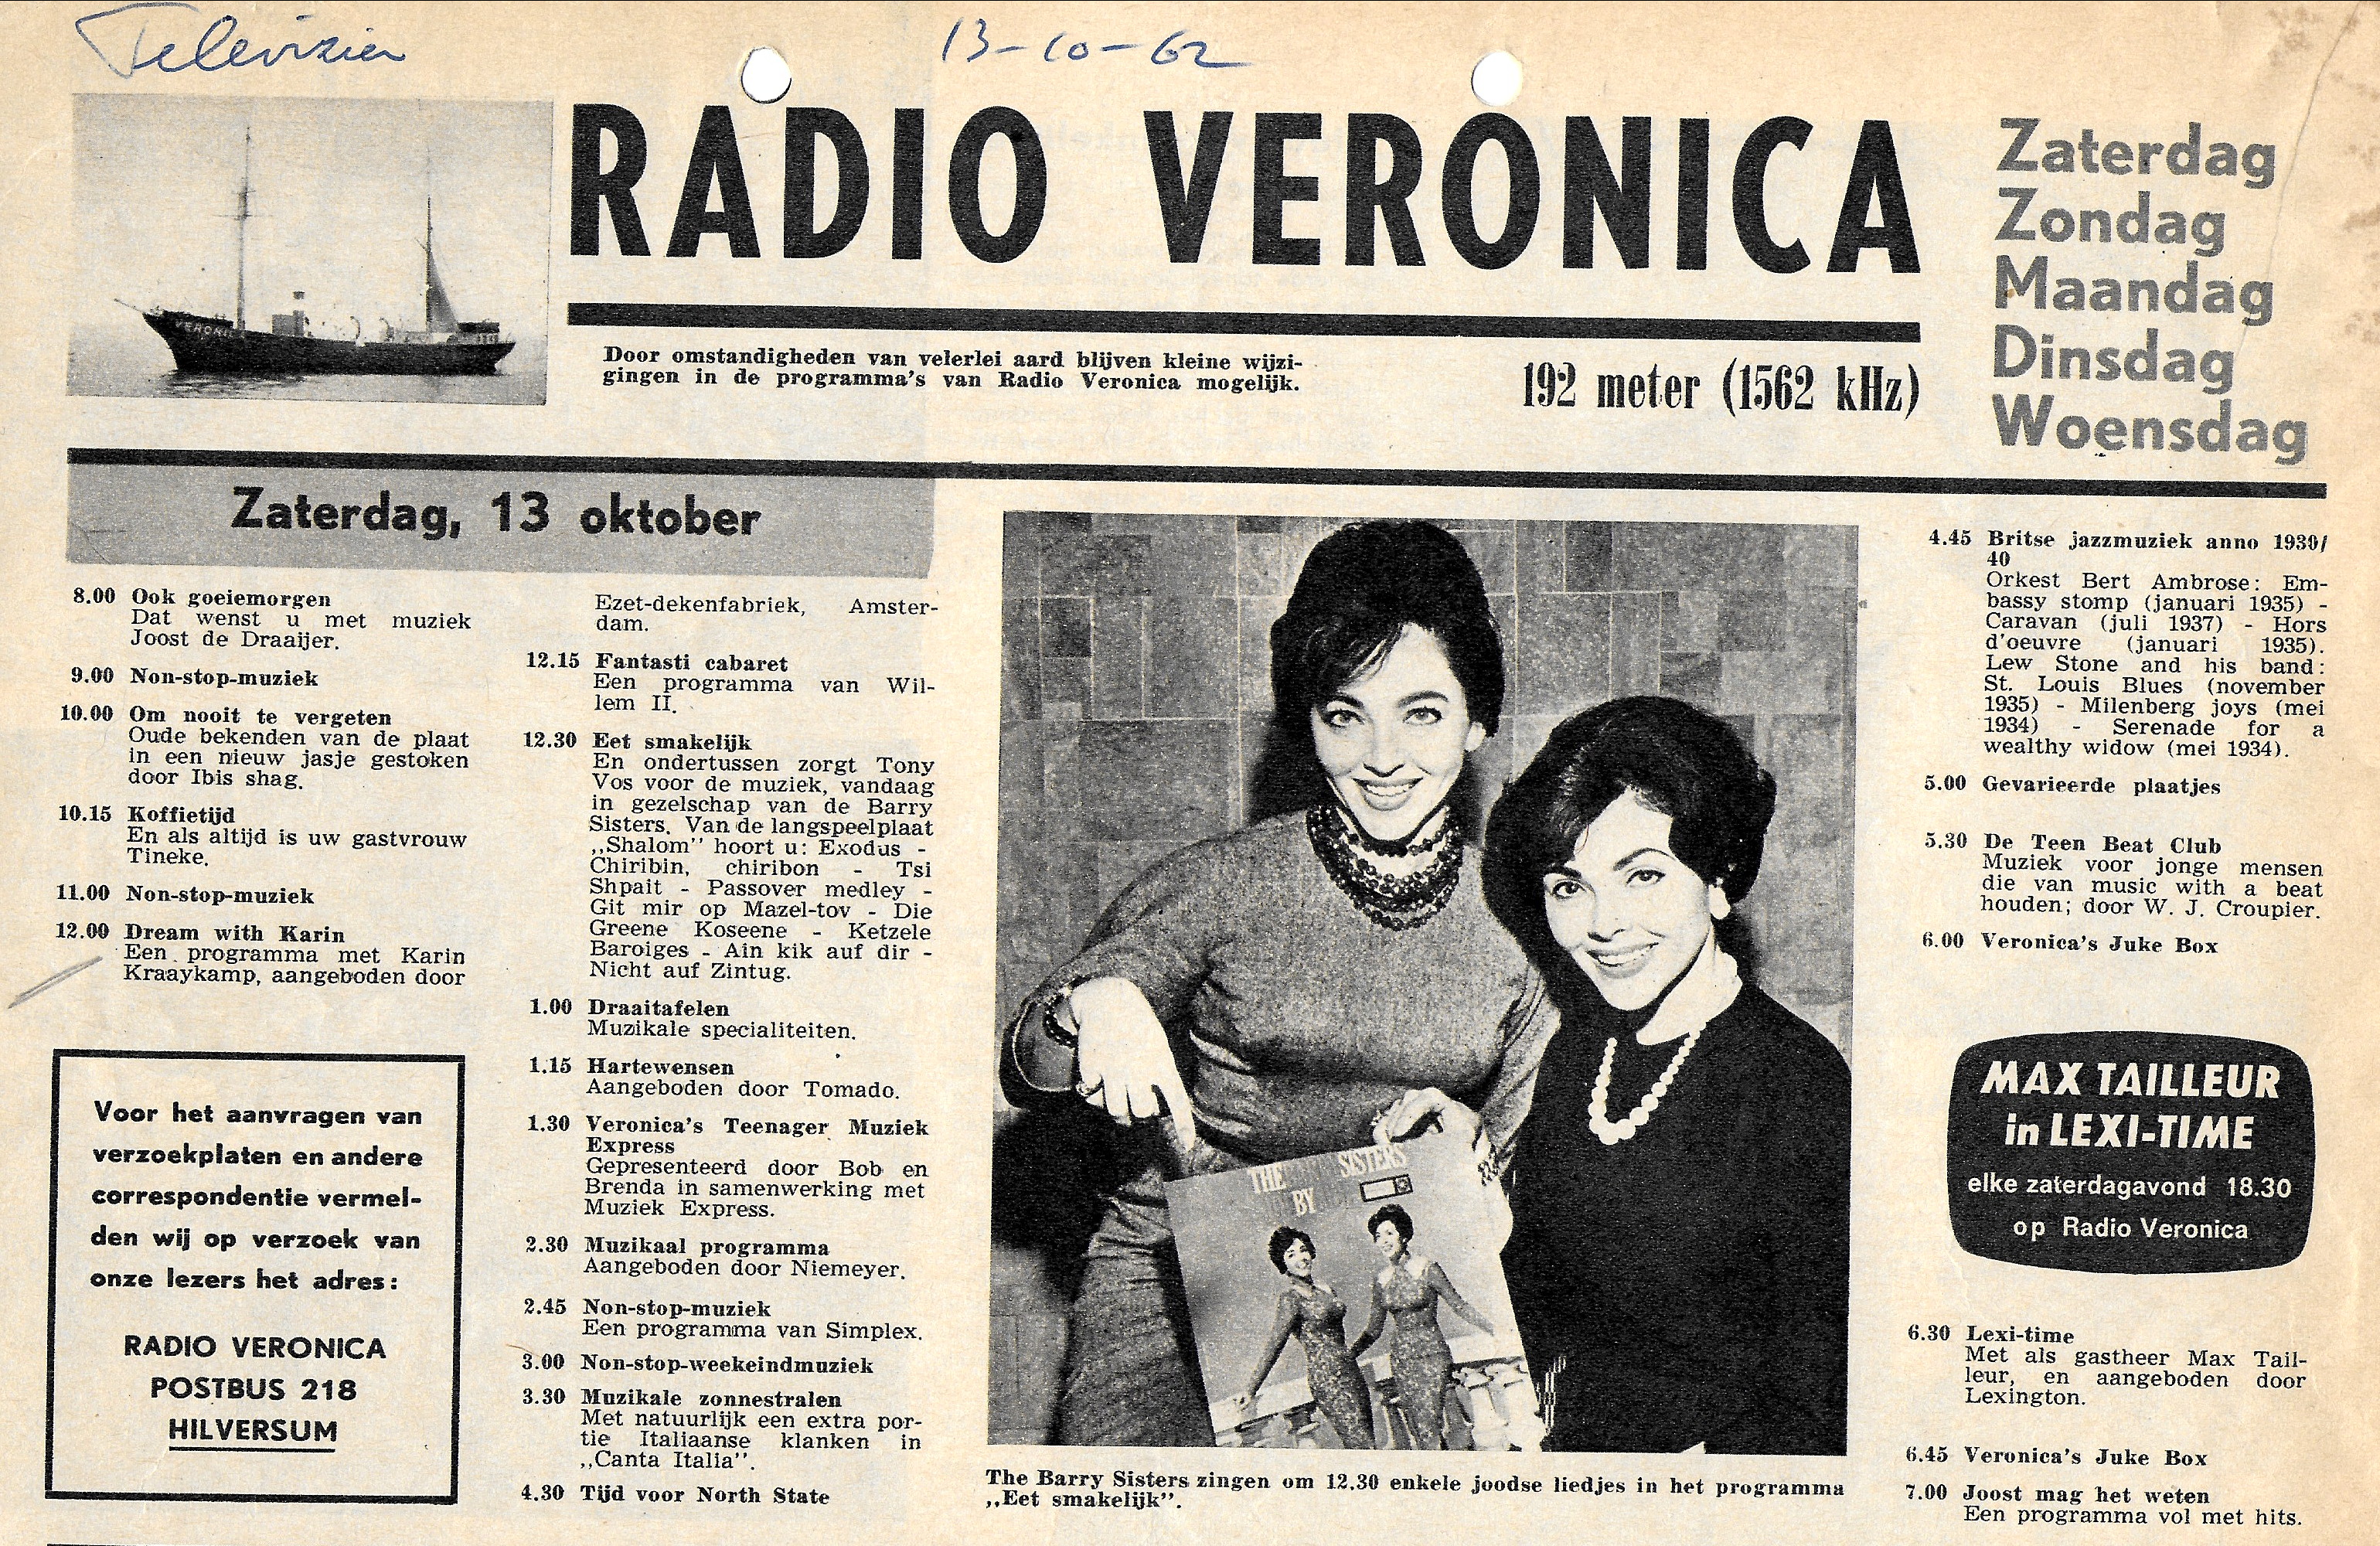 Televizier 13-10-62
RADIO VERONICA
Zaterdag
Zondag
Maandag
Dinsdag
Woensdag
VERONICA
Door omstandigheden van velerlei aard blijven kleine wijzi-
gingen in de programma's van Radio Veronica mogelijk.
192 meter (1562 kHz)
Zaterdag, 13 oktober
8.00 Ook goeiemorgen
Dat wenst u met muziek
Joost de Draaijer.
9.00 Non-stop-muziek
10.00 Om nooit te vergeten
Oude bekenden van de plaat
in een nieuw jasje gestoken
door Ibis shag.
10.15 Koffietijd
En als altijd is uw gastvrouw
Tineke.
11.00 Non-stop-muziek
12.00 Dream with Karin
Een programma met Karin
Kraaykamp, aangeboden door
Voor het aanvragen van
verzoekplaten en andere
correspondentie vermel-
den wij op verzoek van
onze lezers het adres:
RADIO VERONICA
POSTBUS 218
HILVERSUM
Ezet-dekenfabriek, Amster-
dam.
12.15 Fantasti cabaret
Een programma van Wil-
lem II.
12.30 Eet smakelijk
En ondertussen zorgt Tony
Vos voor de muziek, vandaag
in gezelschap van de Barry
Sisters. Van de langspeelplaat
„Shalom” hoort u: Exodus -
Chiribin, chiribon - Tsi
Shpait - Passover medley -
Git mir op Mazel-tov - Die
Greene Koseene - Ketzele
Baroiges - Ain kik auf dir -
Nicht auf Zintug.
1.00 Draaitafelen
Muzikale specialiteiten.
1.15 Hartewensen
Aangeboden door Tomado.
1.30 Veronica's Teenager Muziek
Express
Gepresenteerd door Bob en
Brenda in samenwerking met
Muziek Express.
2.30 Muzikaal programma
Aangeboden door Niemeyer.
2.45 Non-stop-muziek
Een programma van Simplex.
3.00 Non-stop-weekeindmuziek
3.30 Muzikale zonnestralen
Met natuurlijk een extra por-
tie Italiaanse klanken in
„Canta Italia”.
4.30 Tijd voor North State
THE SISTERS
BY
The Barry Sisters zingen om 12.30 enkele joodse liedjes in het programma
„Eet smakelijk”.
4.45 Britse jazzmuziek anno 1939/
40
Orkest Bert Ambrose: Em-
bassy stomp (januari 1935) -
Caravan (juli 1937) - Hors
d'oeuvre (januari 1935).
Lew Stone and his band:
St. Louis Blues (november
1935) - Milenberg joys (mei
1934) - Serenade for a
wealthy widow (mei 1934).
5.00 Gevarieerde plaatjes
5.30 De Teen Beat Club
Muziek voor jonge mensen
die van music with a beat
houden; door W. J. Croupier.
6.00 Veronica's Juke Box
MAX TAILLEUR
in LEXI-TIME
elke zaterdagavond 18.30
op Radio Veronica
6.30 Lexi-time
Met als gastheer Max Tail-
leur, en aangeboden door
Lexington.
6.45 Veronica's Juke Box
7.00 Joost mag het weten
Een programma vol met hits.